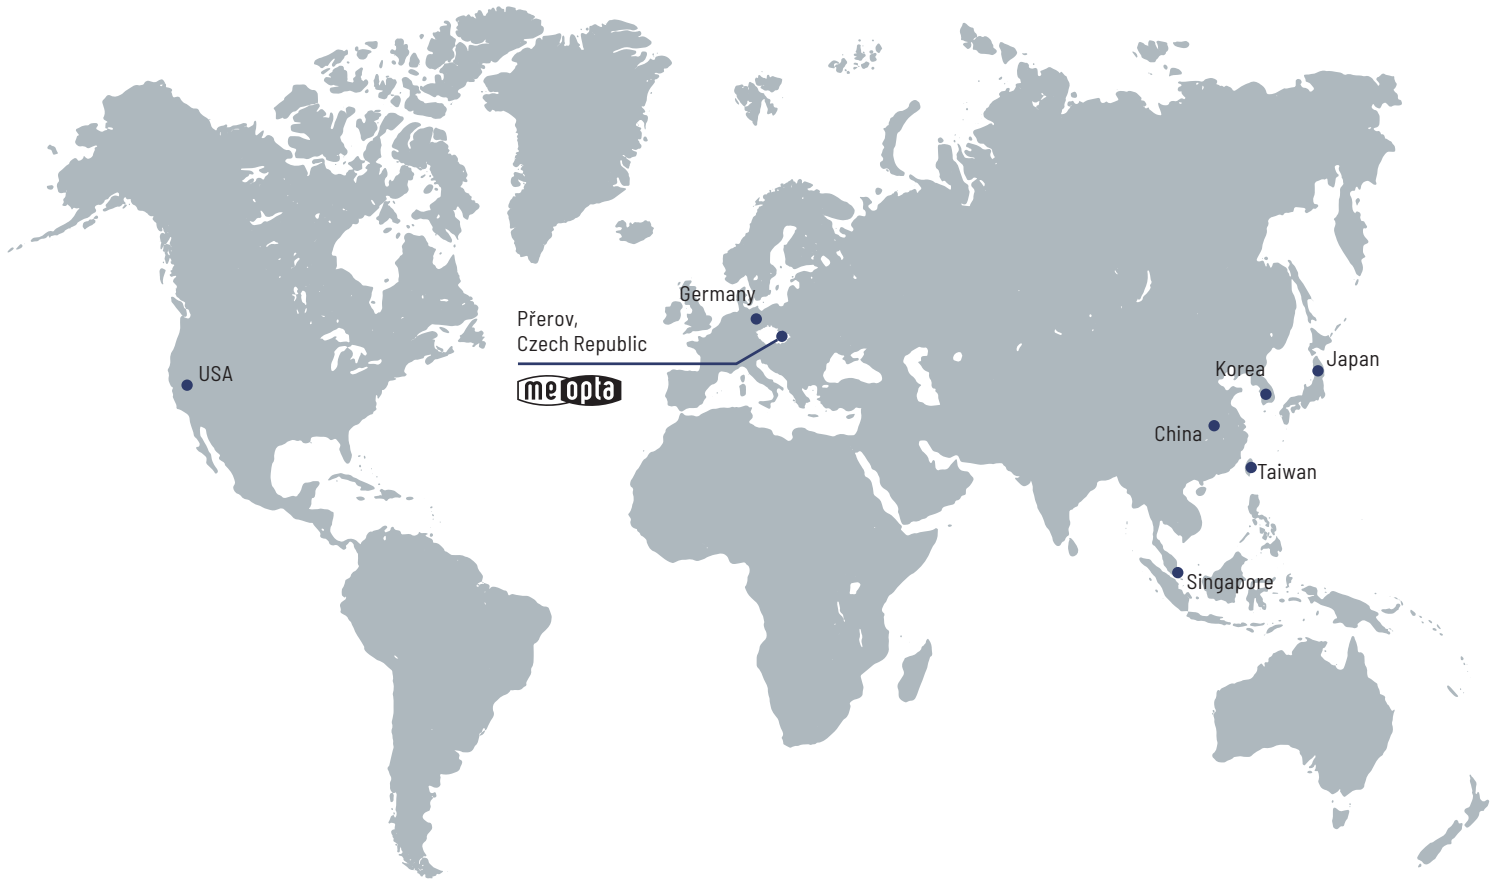 Germany
Přerov,
Czech Republic
meopta
USA
Korea
Japan
China
Taiwan
Singapore